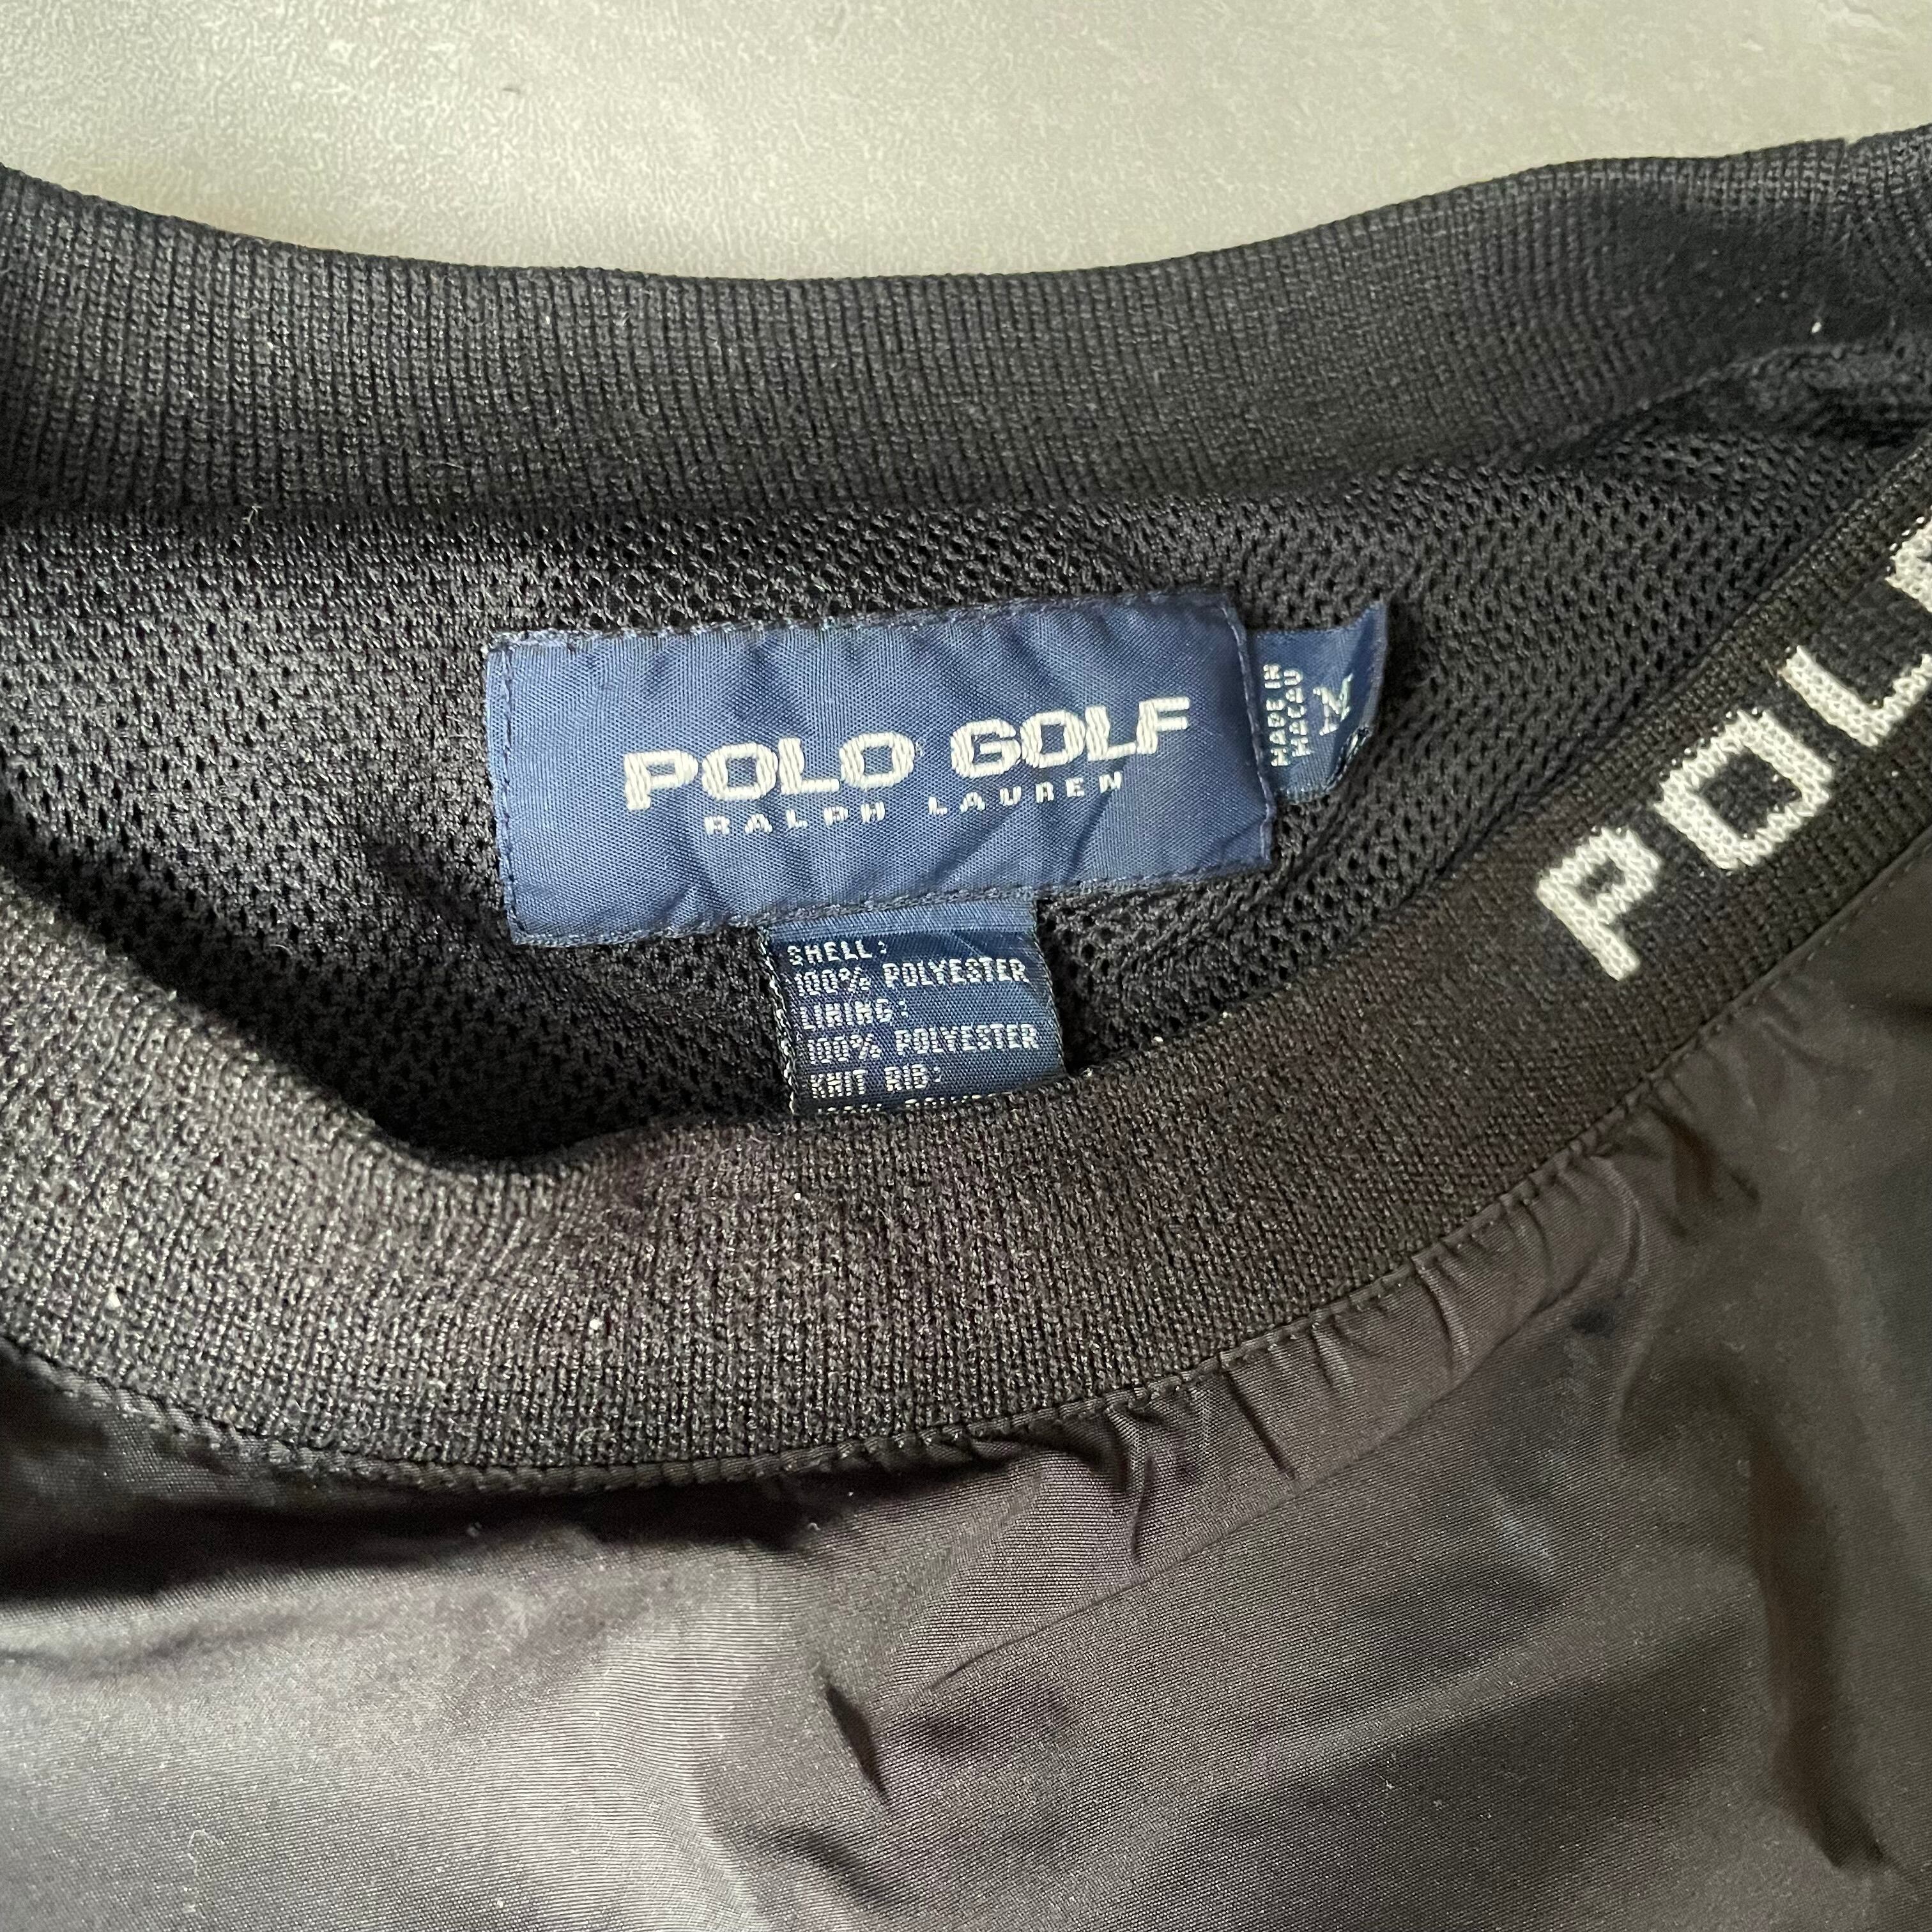 POLO GOLF
RALPH LAUREN
MADE IN
MACAU
M
SHELL:
100% POLYESTER
LINING:
100% POLYESTER
KNIT RIB:
POLO